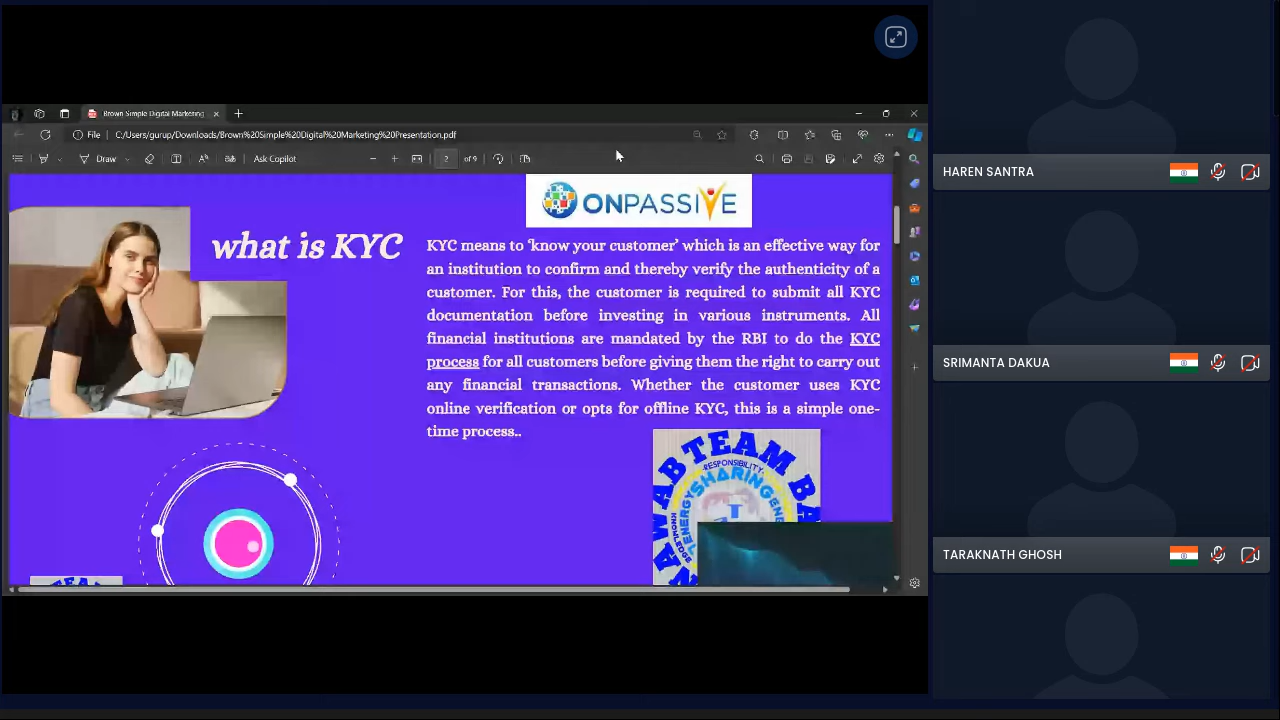 Brown Simple Digital Marketing
File
C:/Users/gurup/Downloads/Brown%20Simple%20Digital%20Marketing%20Presentation.pdf
Draw
Ask Copilot
2 of 9
ONPASSIVE
what is KYC
KYC means to ‘know your customer’ which is an effective way for
an institution to confirm and thereby verify the authenticity of a
customer. For this, the customer is required to submit all KYC
documentation before investing in various instruments. All
financial institutions are mandated by the RBI to do the KYC
process for all customers before giving them the right to carry out
any financial transactions. Whether the customer uses KYC
online verification or opts for offline KYC, this is a simple one-
time process..
TEAM
RESPONSIBILITY
SHARING
KNOWLEDGE
HAREN SANTRA
SRIMANTA DAKUA
TARAKNATH GHOSH